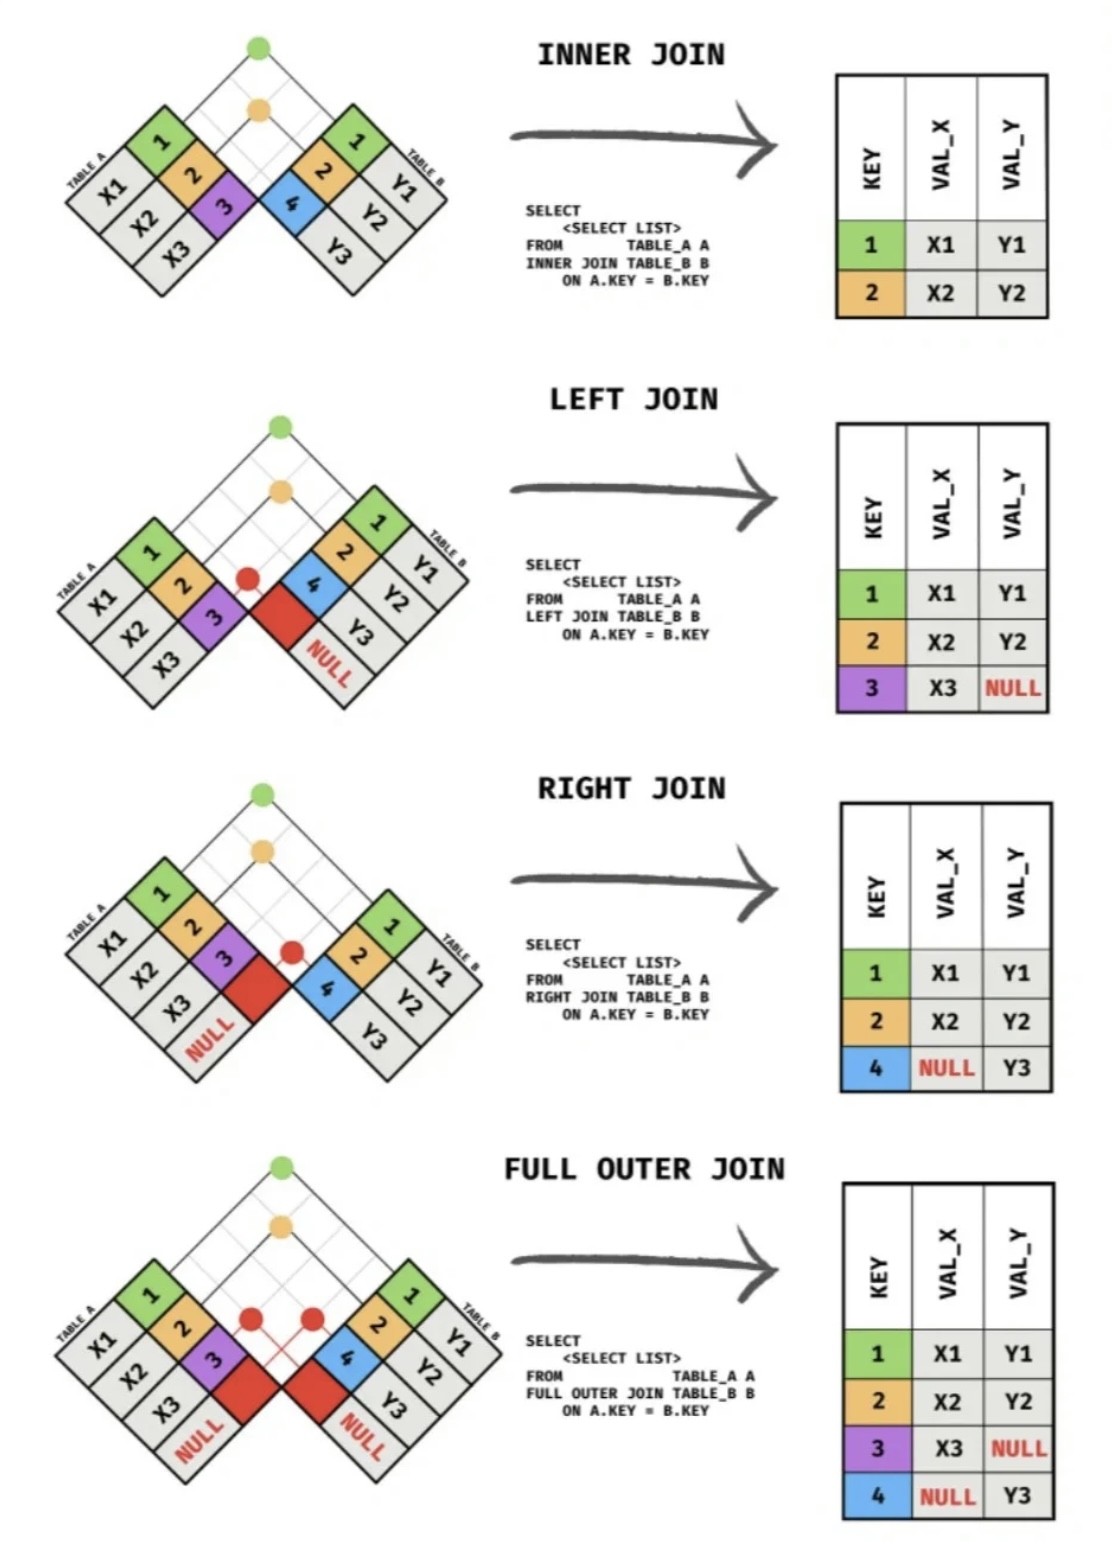 INNER JOIN
TABLE A
TABLE B
1
2
3
X1
X2
X3
1
2
4
Y1
Y2
Y3
SELECT
<SELECT LIST>
FROM TABLE_A A
INNER JOIN TABLE_B B
ON A.KEY = B.KEY
KEY VAL_X VAL_Y
1 X1 Y1
2 X2 Y2
LEFT JOIN
TABLE A
TABLE B
1
2
3
X1
X2
X3
1
2
4
Y1
Y2
Y3
NULL
SELECT
<SELECT LIST>
FROM TABLE_A A
LEFT JOIN TABLE_B B
ON A.KEY = B.KEY
KEY VAL_X VAL_Y
1 X1 Y1
2 X2 Y2
3 X3 NULL
RIGHT JOIN
TABLE A
TABLE B
1
2
3
X1
X2
X3
NULL
1
2
4
Y1
Y2
Y3
SELECT
<SELECT LIST>
FROM TABLE_A A
RIGHT JOIN TABLE_B B
ON A.KEY = B.KEY
KEY VAL_X VAL_Y
1 X1 Y1
2 X2 Y2
4 NULL Y3
FULL OUTER JOIN
TABLE A
TABLE B
1
2
3
X1
X2
X3
NULL
1
2
4
Y1
Y2
Y3
NULL
SELECT
<SELECT LIST>
FROM TABLE_A A
FULL OUTER JOIN TABLE_B B
ON A.KEY = B.KEY
KEY VAL_X VAL_Y
1 X1 Y1
2 X2 Y2
3 X3 NULL
4 NULL Y3